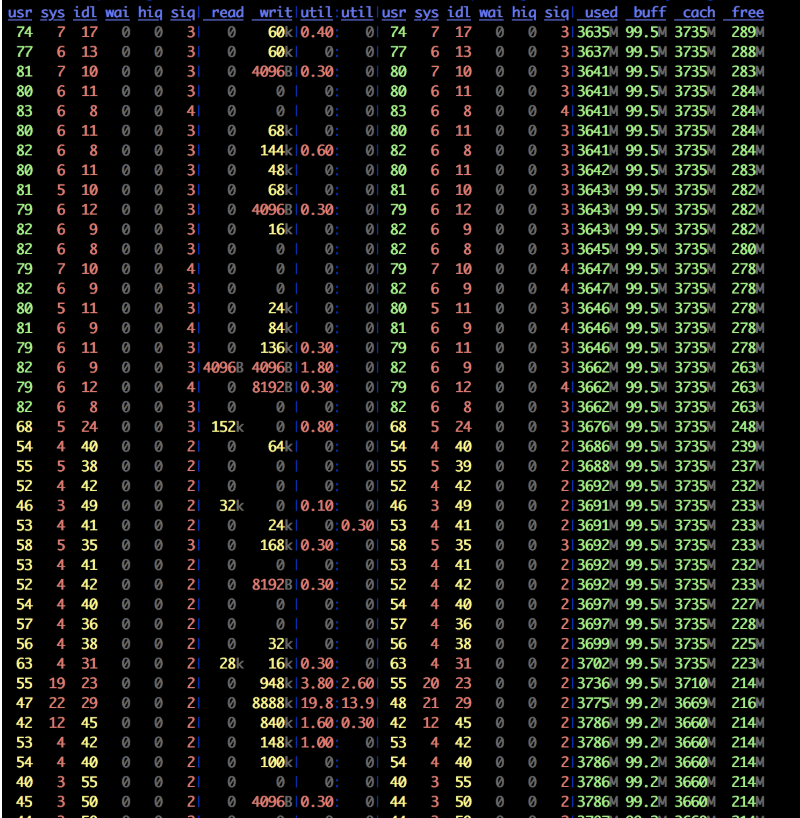 usr sys idl wai hiq siq| read writ|util:util|usr sys idl wai hiq siq| used buff cach free
74 7 17 0 0 3| 0 60k|0.40: 0| 74 7 17 0 0 3|3635M 99.5M 3735M 289M
77 6 13 0 0 3| 0 60k| 0: 0| 77 6 13 0 0 3|3637M 99.5M 3735M 288M
81 7 10 0 0 3| 0 4096B|0.30: 0| 80 7 10 0 0 3|3641M 99.5M 3735M 283M
80 6 11 0 0 3| 0 0| 0: 0| 80 6 11 0 0 3|3641M 99.5M 3735M 284M
83 6 8 0 0 4| 0 0| 0: 0| 83 6 8 0 0 4|3641M 99.5M 3735M 284M
80 6 11 0 0 3| 0 68k| 0: 0| 80 6 11 0 0 3|3641M 99.5M 3735M 284M
82 6 8 0 0 3| 0 144k|0.60: 0| 82 6 8 0 0 4|3641M 99.5M 3735M 284M
80 6 11 0 0 3| 0 48k| 0: 0| 80 6 11 0 0 3|3642M 99.5M 3735M 283M
81 5 10 0 0 3| 0 68k| 0: 0| 81 6 10 0 0 3|3643M 99.5M 3735M 282M
79 6 12 0 0 3| 0 4096B|0.30: 0| 79 6 12 0 0 3|3643M 99.5M 3735M 282M
82 6 9 0 0 3| 0 16k| 0: 0| 82 6 9 0 0 3|3643M 99.5M 3735M 282M
82 6 8 0 0 3| 0 0| 0: 0| 82 6 8 0 0 3|3645M 99.5M 3735M 280M
79 7 10 0 0 4| 0 0| 0: 0| 79 7 10 0 0 4|3647M 99.5M 3735M 278M
82 6 9 0 0 3| 0 0| 0: 0| 82 6 9 0 0 4|3647M 99.5M 3735M 278M
80 5 11 0 0 3| 0 24k| 0: 0| 80 5 11 0 0 3|3646M 99.5M 3735M 278M
81 6 9 0 0 4| 0 84k| 0: 0| 81 6 9 0 0 4|3646M 99.5M 3735M 278M
79 6 11 0 0 3| 0 136k|0.30: 0| 79 6 11 0 0 3|3646M 99.5M 3735M 278M
82 6 9 0 0 3|4096B 4096B|1.80: 0| 82 6 9 0 0 3|3662M 99.5M 3735M 263M
79 6 12 0 0 4| 0 8192B|0.30: 0| 79 6 12 0 0 4|3662M 99.5M 3735M 263M
82 6 8 0 0 3| 0 0| 0: 0| 82 6 8 0 0 3|3662M 99.5M 3735M 263M
68 5 24 0 0 3| 152k 0|0.80: 0| 68 5 24 0 0 3|3676M 99.5M 3735M 248M
54 4 40 0 0 2| 0 64k| 0: 0| 54 4 40 0 0 2|3686M 99.5M 3735M 239M
55 5 38 0 0 2| 0 0| 0: 0| 55 5 39 0 0 2|3688M 99.5M 3735M 237M
52 4 42 0 0 2| 0 0| 0: 0| 52 4 42 0 0 2|3692M 99.5M 3735M 232M
46 3 49 0 0 2| 32k 0|0.10: 0| 46 3 49 0 0 2|3691M 99.5M 3735M 233M
53 4 41 0 0 2| 0 24k| 0:0.30| 53 4 41 0 0 2|3691M 99.5M 3735M 233M
58 5 35 0 0 3| 0 168k|0.30: 0| 58 5 35 0 0 3|3692M 99.5M 3735M 233M
53 4 41 0 0 2| 0 0| 0: 0| 53 4 42 0 0 2|3692M 99.5M 3735M 232M
52 4 42 0 0 2| 0 8192B|0.30: 0| 52 4 42 0 0 2|3692M 99.5M 3735M 233M
54 4 40 0 0 2| 0 0| 0: 0| 54 4 40 0 0 2|3697M 99.5M 3735M 227M
57 4 36 0 0 2| 0 0| 0: 0| 57 4 36 0 0 2|3697M 99.5M 3735M 228M
56 4 38 0 0 2| 0 32k| 0: 0| 56 4 38 0 0 2|3699M 99.5M 3735M 225M
63 4 31 0 0 2| 28k 16k|0.30: 0| 63 4 31 0 0 2|3702M 99.5M 3735M 223M
55 19 23 0 0 2| 0 948k|3.80:2.60| 55 20 23 0 0 2|3736M 99.5M 3710M 214M
47 22 29 0 0 2| 0 8888k|19.8:13.9| 48 21 29 0 0 2|3775M 99.2M 3669M 216M
42 12 45 0 0 2| 0 840k|1.60:0.30| 42 12 45 0 0 2|3786M 99.2M 3660M 214M
53 4 42 0 0 2| 0 148k|1.00: 0| 53 4 42 0 0 2|3786M 99.2M 3660M 214M
54 4 40 0 0 2| 0 100k| 0: 0| 54 4 40 0 0 2|3786M 99.2M 3660M 214M
40 3 55 0 0 2| 0 0| 0: 0| 40 3 55 0 0 2|3786M 99.2M 3660M 214M
45 3 50 0 0 2| 0 4096B|0.30: 0| 44 3 50 0 0 2|3786M 99.2M 3660M 214M